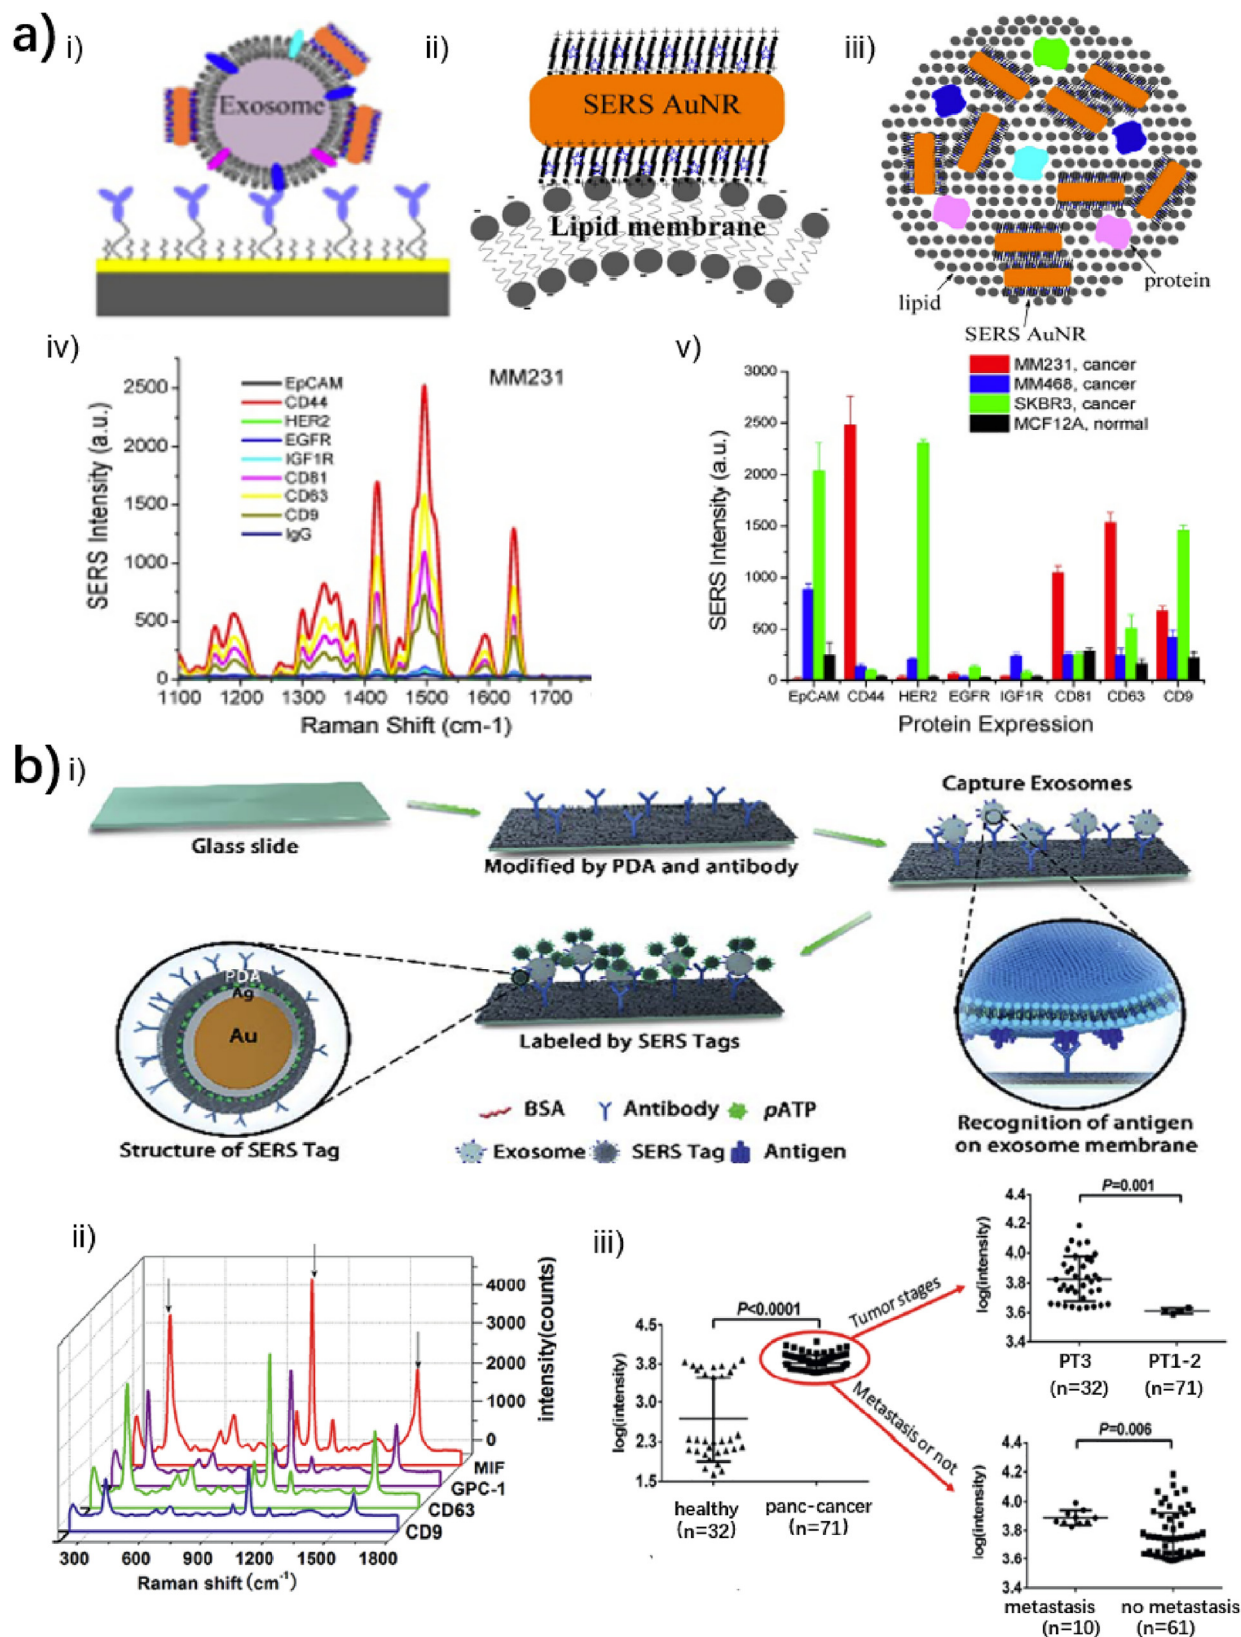 a) i) ii) iii)
Exosome
SERS AuNR
Lipid membrane
protein
lipid
SERS AuNR
iv) v)
SERS Intensity (a.u.)
2500
2000
1500
1000
500
0
EpCAM
CD44
HER2
EGFR
IGF1R
CD81
CD63
CD9
IgG
MM231
1100 1200 1300 1400 1500 1600 1700
Raman Shift (cm-1)
MM231, cancer
MM468, cancer
SKBR3, cancer
MCF12A, normal
SERS Intensity (a.u.)
3000
2500
2000
1500
1000
500
0
EpCAM CD44 HER2 EGFR IGF1R CD81 CD63 CD9
Protein Expression
b) i)
Glass slide
Modified by PDA and antibody
Capture Exosomes
PDA
Ag
Au
Structure of SERS Tag
Labeled by SERS Tags
BSA Antibody pATP
Exosome SERS Tag Antigen
Recognition of antigen
on exosome membrane
ii)
4000
3000
2000
1000
0
intensity(counts)
MIF
GPC-1
CD63
CD9
300 600 900 1200 1500 1800
Raman shift(cm-1)
iii)
P<0.0001
log(intensity)
4.5
3.8
3.0
2.3
1.5
healthy panc-cancer
(n=32) (n=71)
Tumor stages
Metastasis or not
P=0.001
log(intensity)
4.4
4.2
4.0
3.8
3.6
3.4
PT3 PT1-2
(n=32) (n=71)
P=0.006
log(intensity)
4.4
4.2
4.0
3.8
3.6
3.4
metastasis no metastasis
(n=10) (n=61)